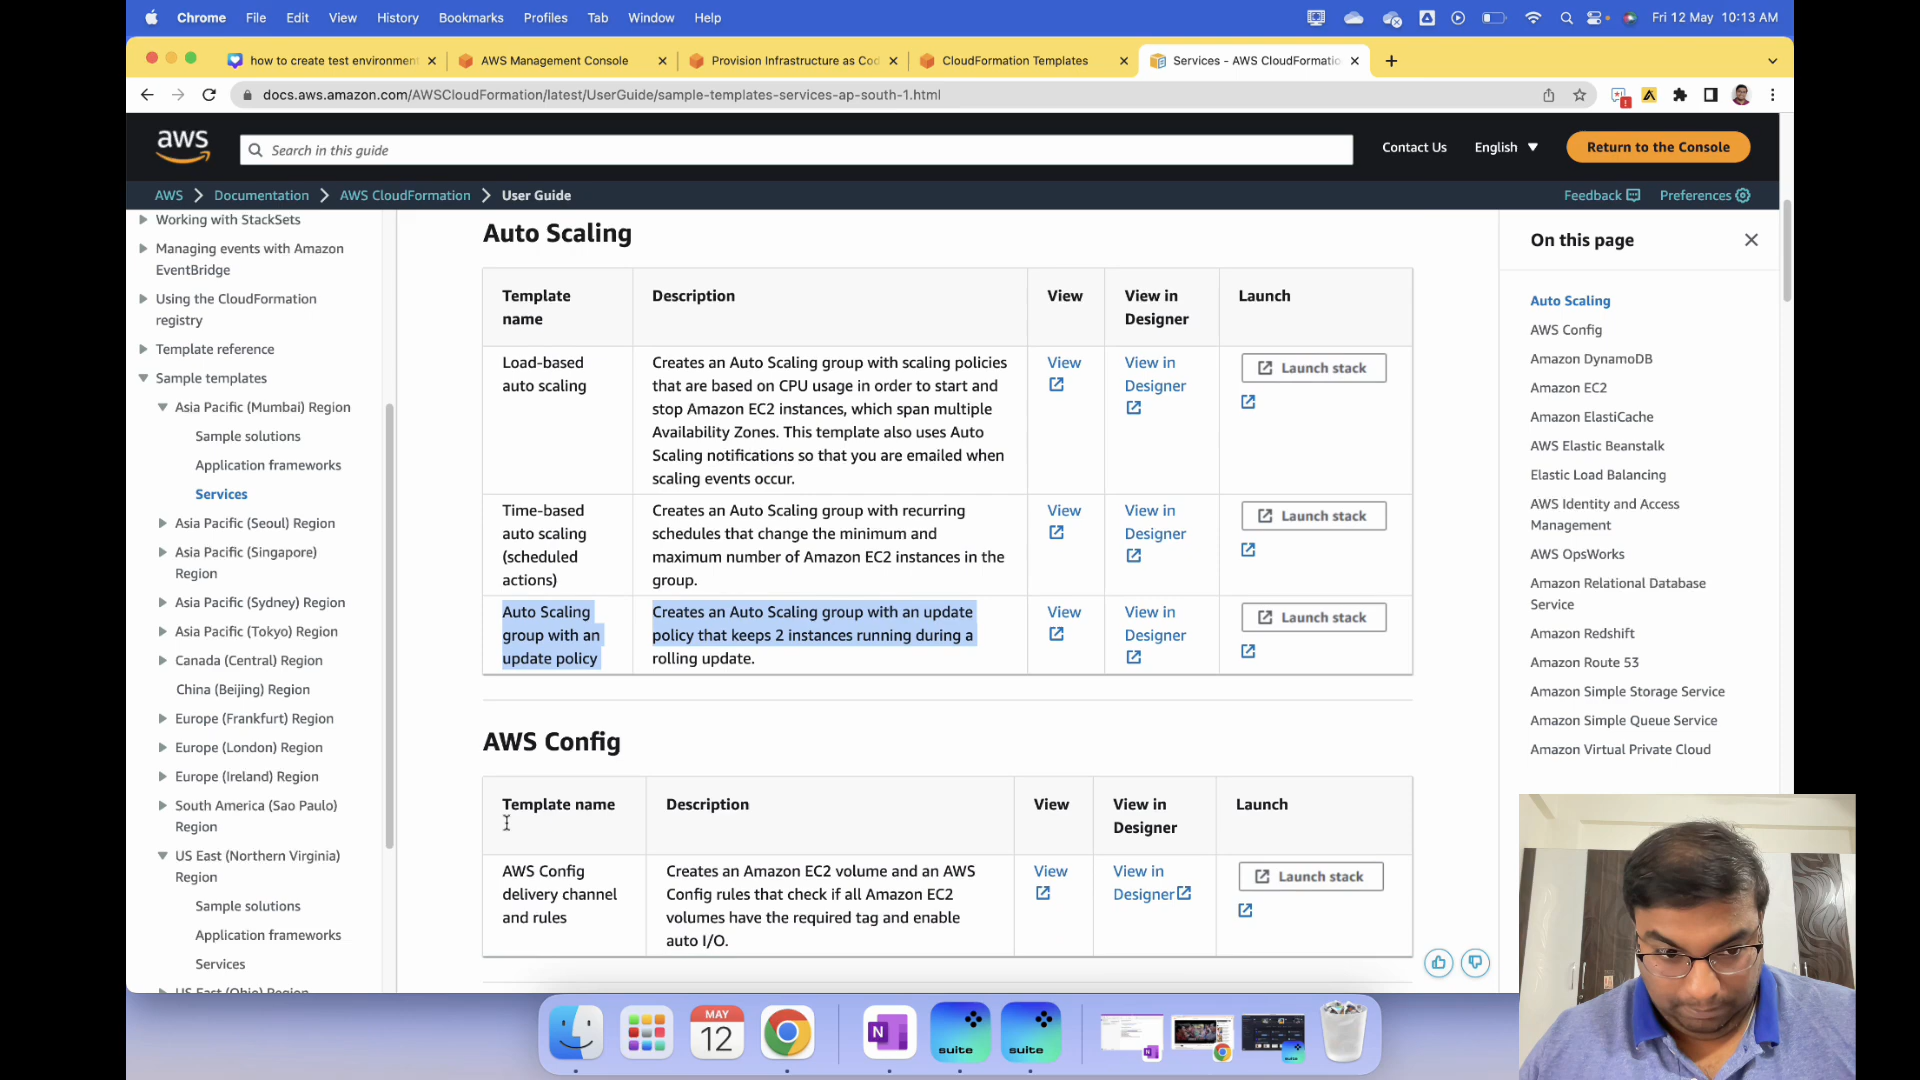 Chrome File Edit View History Bookmarks Profiles Tab Window Help Fri 12 May 10:13 AM
how to create test environmen
AWS Management Console
Provision Infrastructure as Cod
CloudFormation Templates
Services - AWS CloudFormatio
docs.aws.amazon.com/AWSCloudFormation/latest/UserGuide/sample-templates-services-ap-south-1.html
aws
Search in this guide
Contact Us
English
Return to the Console
AWS
Documentation
AWS CloudFormation
User Guide
Feedback
Preferences
Working with StackSets
Managing events with Amazon
EventBridge
Using the CloudFormation
registry
Template reference
Sample templates
Asia Pacific (Mumbai) Region
Sample solutions
Application frameworks
Services
Asia Pacific (Seoul) Region
Asia Pacific (Singapore)
Region
Asia Pacific (Sydney) Region
Asia Pacific (Tokyo) Region
Canada (Central) Region
China (Beijing) Region
Europe (Frankfurt) Region
Europe (London) Region
Europe (Ireland) Region
South America (Sao Paulo)
Region
US East (Northern Virginia)
Region
Sample solutions
Application frameworks
Services
US East (Ohio) Region
Auto Scaling
Template
name
Description
View
View in
Designer
Launch
Load-based
auto scaling
Creates an Auto Scaling group with scaling policies
that are based on CPU usage in order to start and
stop Amazon EC2 instances, which span multiple
Availability Zones. This template also uses Auto
Scaling notifications so that you are emailed when
scaling events occur.
View
View in
Designer
Launch stack
Time-based
auto scaling
(scheduled
actions)
Creates an Auto Scaling group with recurring
schedules that change the minimum and
maximum number of Amazon EC2 instances in the
group.
View
View in
Designer
Launch stack
Auto Scaling
group with an
update policy
Creates an Auto Scaling group with an update
policy that keeps 2 instances running during a
rolling update.
View
View in
Designer
Launch stack
AWS Config
Template name
Description
View
View in
Designer
Launch
AWS Config
delivery channel
and rules
Creates an Amazon EC2 volume and an AWS
Config rules that check if all Amazon EC2
volumes have the required tag and enable
auto I/O.
View
View in
Designer
Launch stack
On this page
Auto Scaling
AWS Config
Amazon DynamoDB
Amazon EC2
Amazon ElastiCache
AWS Elastic Beanstalk
Elastic Load Balancing
AWS Identity and Access
Management
AWS OpsWorks
Amazon Relational Database
Service
Amazon Redshift
Amazon Route 53
Amazon Simple Storage Service
Amazon Simple Queue Service
Amazon Virtual Private Cloud
MAY
12
N
suite
suite